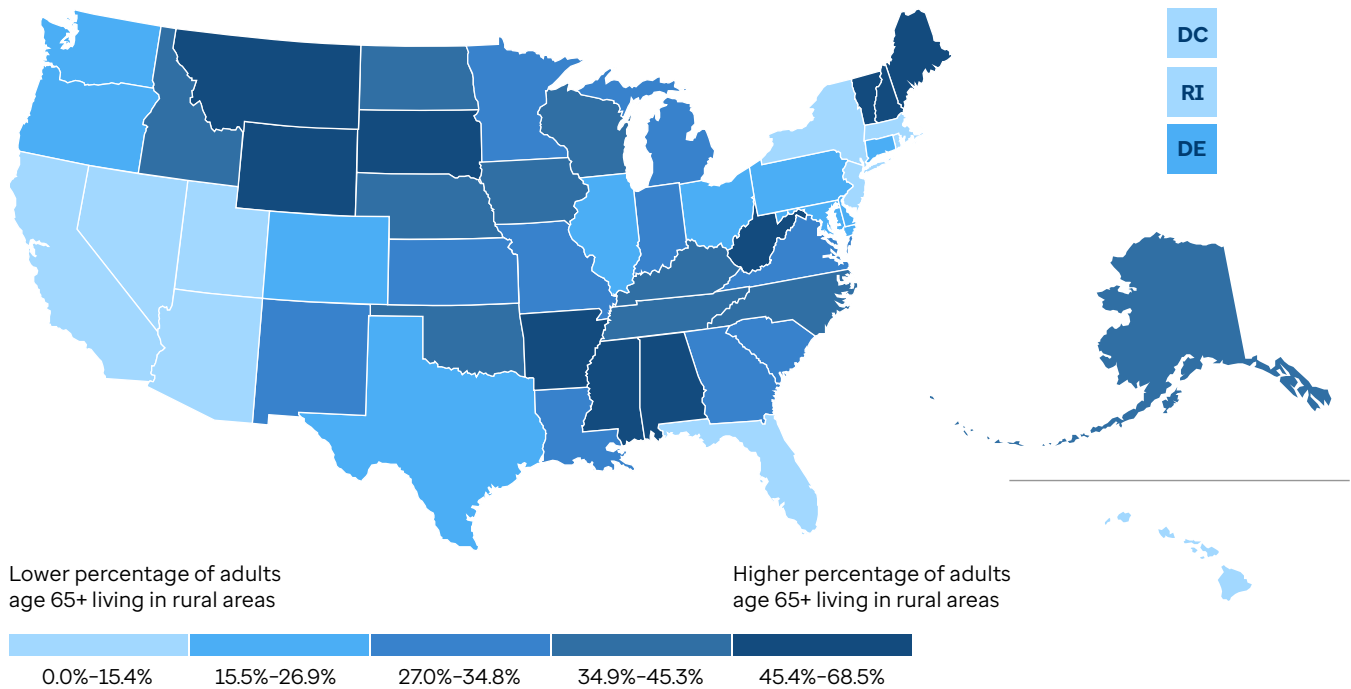 DC
RI
DE
Lower percentage of adults
age 65+ living in rural areas
Higher percentage of adults
age 65+ living in rural areas
0.0%–15.4%
15.5%–26.9%
27.0%–34.8%
34.9%–45.3%
45.4%–68.5%